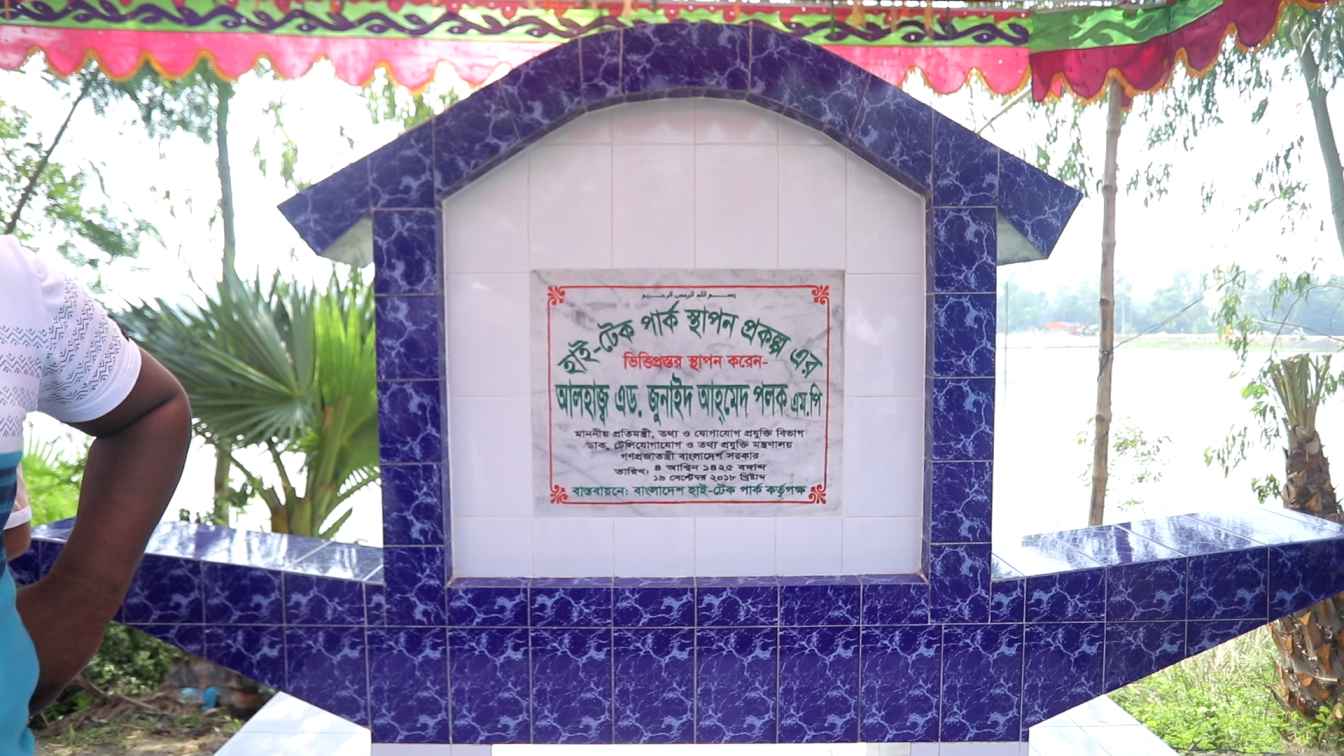 بسم الله الرحمن الرحيم
হাই-টেক পার্ক স্থাপন প্রকল্প এর
ভিত্তিপ্রস্তর স্থাপন করেন-
আলহাজ্ব এড. জুনাইদ আহ্‌মেদ পলক এম.পি
মাননীয় প্রতিমন্ত্রী, তথ্য ও যোগাযোগ প্রযুক্তি বিভাগ
ডাক, টেলিযোগাযোগ ও তথ্য প্রযুক্তি মন্ত্রণালয়
গণপ্রজাতন্ত্রী বাংলাদেশ সরকার
তারিখ: ৪ আশ্বিন ১৪২৫ বঙ্গাব্দ
১৯ সেপ্টেম্বর ২০১৮ খ্রিষ্টাব্দ
বাস্তবায়নে: বাংলাদেশ হাই-টেক পার্ক কর্তৃপক্ষ